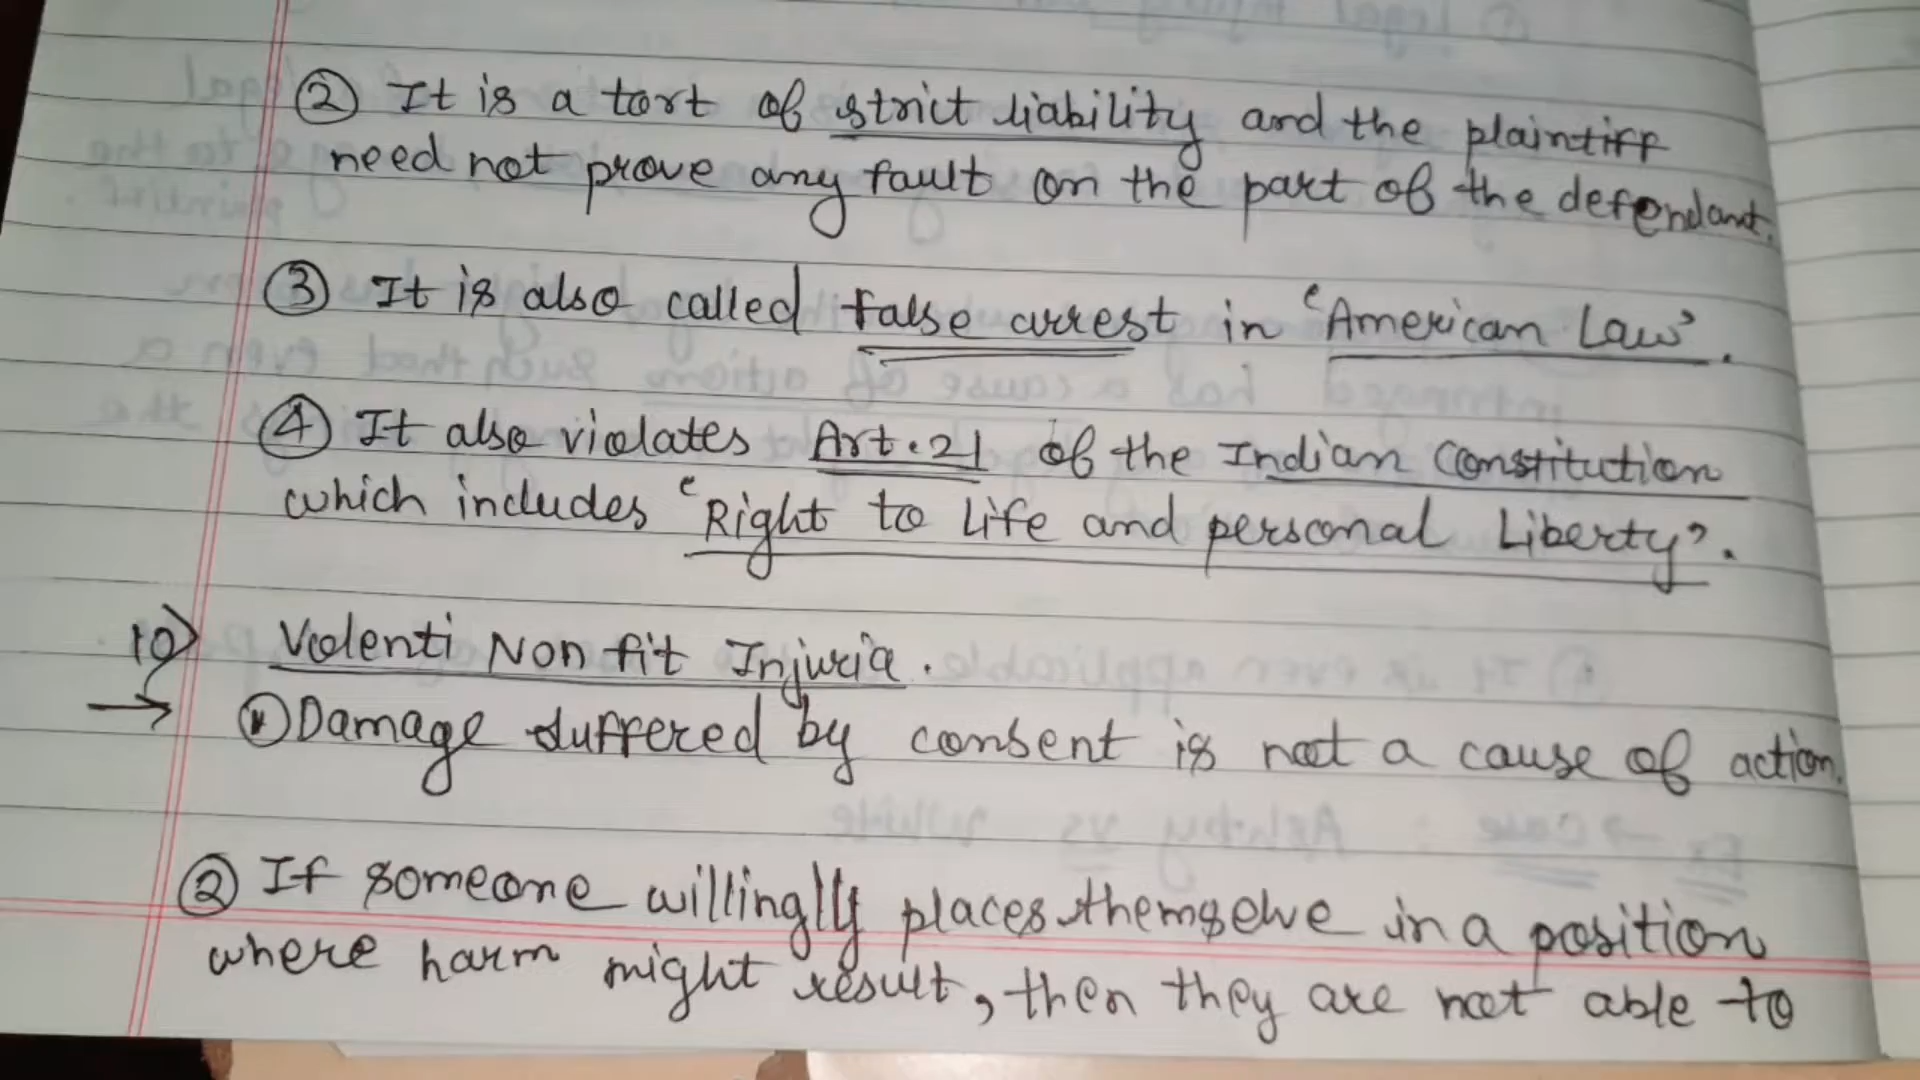 ② It is a tort of strict liability and the plaintiff
need not prove any fault on the part of the defendant.
③ It is also called false arrest in 'American Law'.
④ It also violates Art. 21 of the Indian Constitution
which includes 'Right to Life and personal Liberty'.
10) Volenti Non fit Injuria.
→ ① Damage suffered by consent is not a cause of action.
② If someone willingly places themselve in a position
where harm might result, then they are not able to